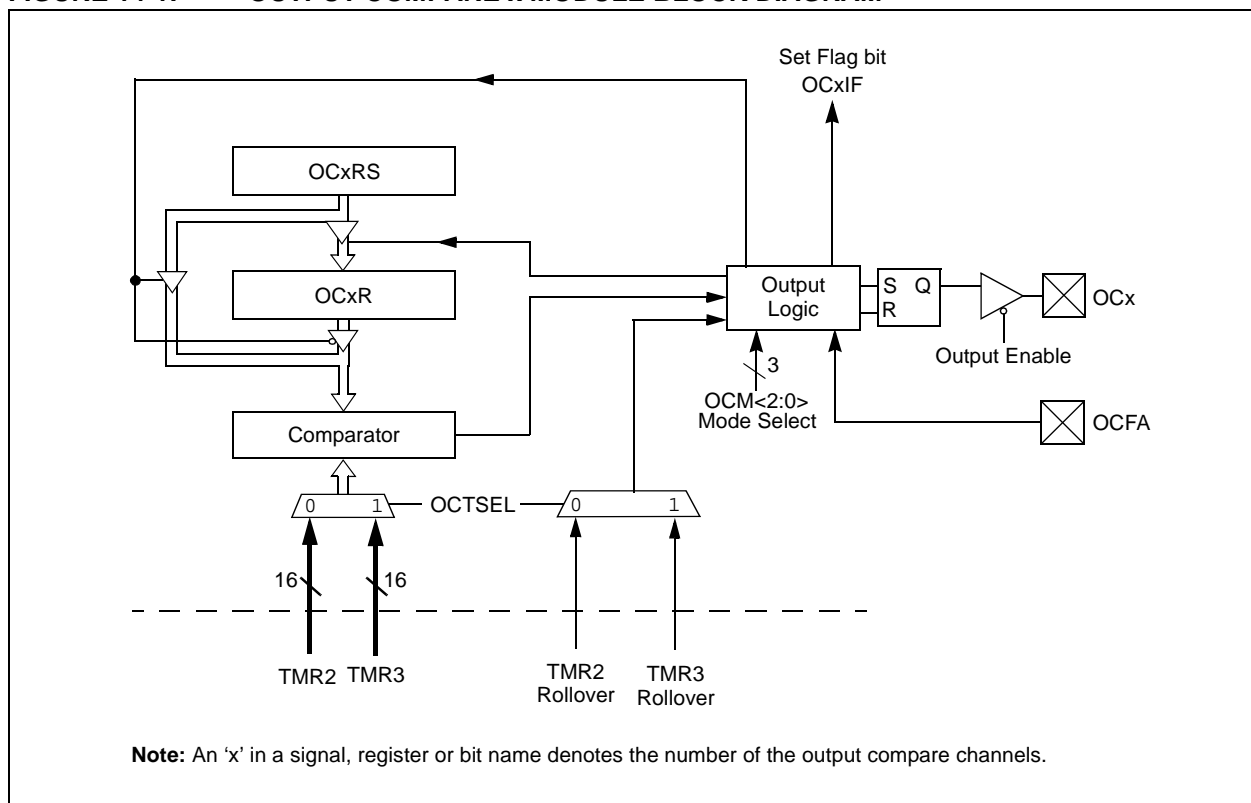 Set Flag bit
OCxIF
OCxRS
OCxR
Output
Logic
S Q
R
OCx
Output Enable
3
OCM<2:0>
Mode Select
OCFA
Comparator
0 1
OCTSEL
0 1
16
16
TMR2
TMR3
TMR2
Rollover
TMR3
Rollover
Note: An ‘x’ in a signal, register or bit name denotes the number of the output compare channels.